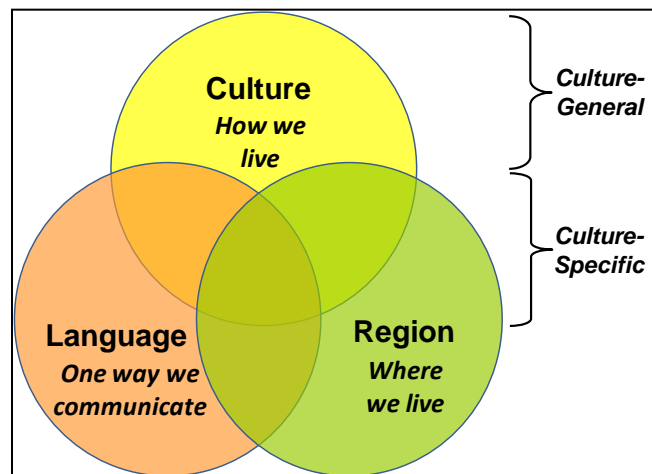 Culture
How we
live
Culture-
General
Culture-
Specific
Language
One way we
communicate
Region
Where
we live